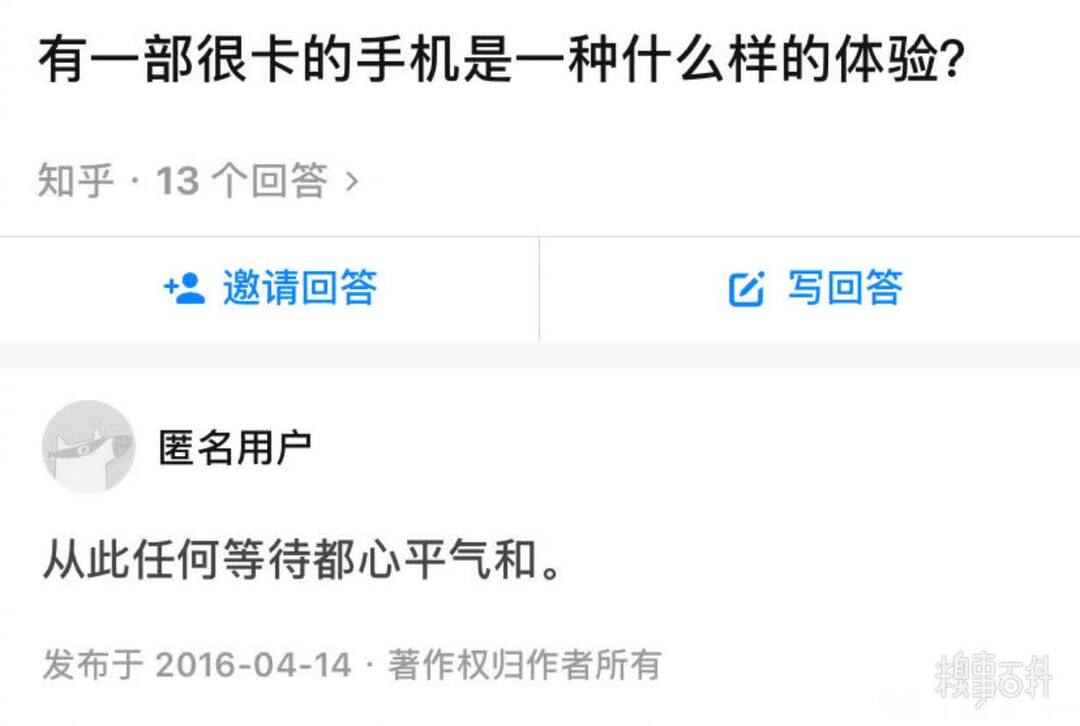 有一部很卡的手机是一种什么样的体验?
知乎 · 13 个回答 >
邀请回答
写回答
匿名用户
从此任何等待都心平气和。
发布于 2016-04-14 · 著作权归作者所有
糗事百科